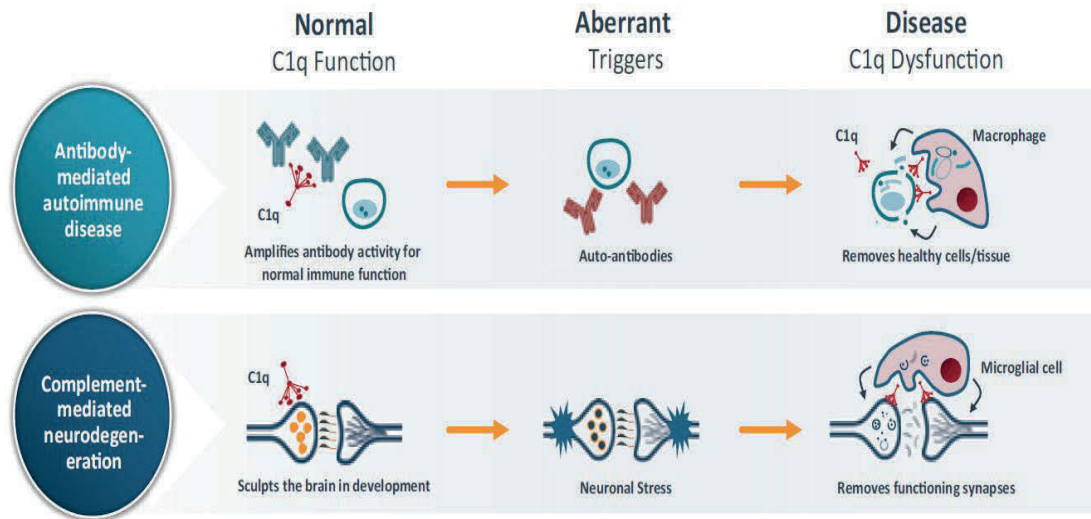 Normal
C1q Function
Aberrant
Triggers
Disease
C1q Dysfunction
Antibody-
mediated
autoimmune
disease
C1q
Amplifies antibody activity for
normal immune function
Auto-antibodies
C1q
Macrophage
Removes healthy cells/tissue
Complement-
mediated
neurodegen-
eration
C1q
Sculpts the brain in development
Neuronal Stress
Microglial cell
Removes functioning synapses